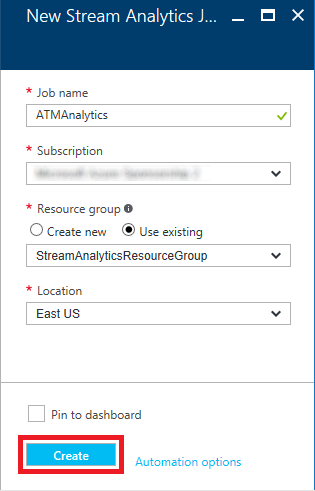 New Stream Analytics J...
* Job name
ATMAnalytics
* Subscription
* Resource group
Create new Use existing
StreamAnalyticsResourceGroup
* Location
East US
Pin to dashboard
Create Automation options